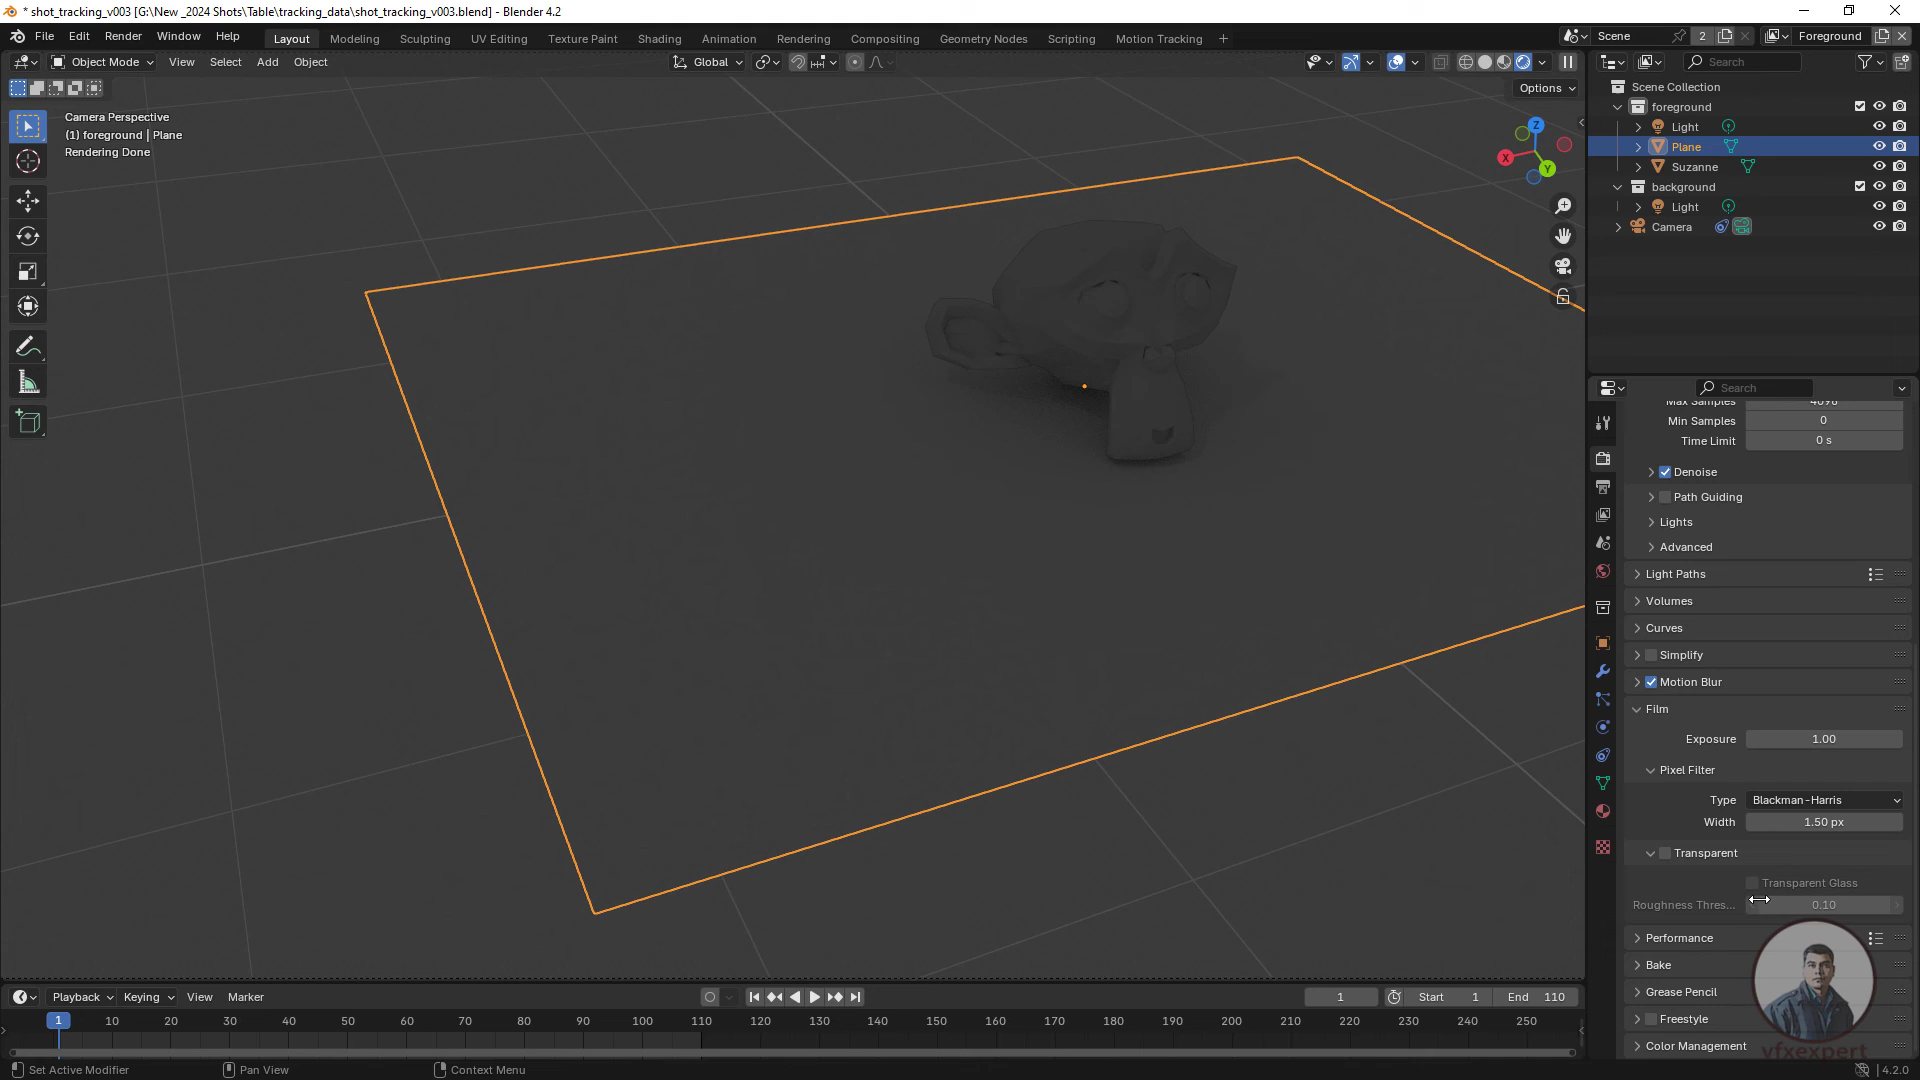 * shot_tracking_v003 [G:\New _2024 Shots\Table\tracking_data\shot_tracking_v003.blend] - Blender 4.2
File Edit Render Window Help
Layout Modeling Sculpting UV Editing Texture Paint Shading Animation Rendering Compositing Geometry Nodes Scripting Motion Tracking +
Scene 2 Foreground
Object Mode View Select Add Object Global
Search
Options
Camera Perspective
(1) foreground | Plane
Rendering Done
Z
X Y
Scene Collection
foreground
Light
Plane
Suzanne
background
Light
Camera
Search
Max Samples 4096
Min Samples 0
Time Limit 0 s
Denoise
Path Guiding
Lights
Advanced
Light Paths
Volumes
Curves
Simplify
Motion Blur
Film
Exposure 1.00
Pixel Filter
Type Blackman-Harris
Width 1.50 px
Transparent
Transparent Glass
Roughness Thres... 0.10
Performance
Bake
Grease Pencil
Freestyle
Color Management
vfxexpert
Playback Keying View Marker 1 Start 1 End 110
1 10 20 30 40 50 60 70 80 90 100 110 120 130 140 150 160 170 180 190 200 210 220 230 240 250
Set Active Modifier Pan View Context Menu 4.2.0